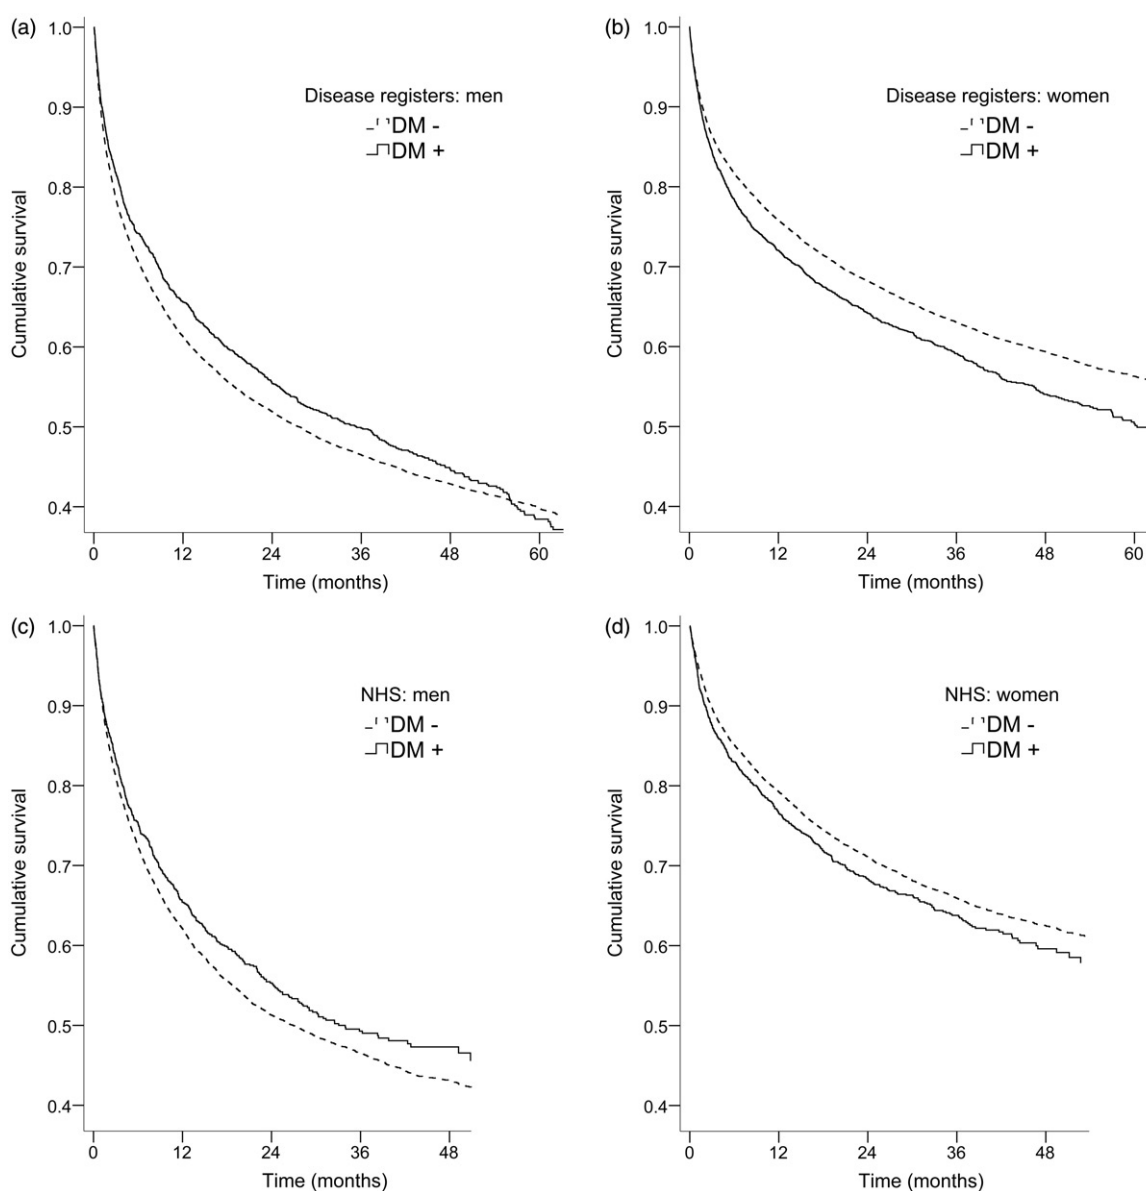 (a)
1.0
0.9
0.8
0.7
0.6
0.5
0.4
Cumulative survival
Disease registers: men
DM -
DM +
0 12 24 36 48 60
Time (months)
(b)
1.0
0.9
0.8
0.7
0.6
0.5
0.4
Cumulative survival
Disease registers: women
DM -
DM +
0 12 24 36 48 60
Time (months)
(c)
1.0
0.9
0.8
0.7
0.6
0.5
0.4
Cumulative survival
NHS: men
DM -
DM +
0 12 24 36 48
Time (months)
(d)
1.0
0.9
0.8
0.7
0.6
0.5
0.4
Cumulative survival
NHS: women
DM -
DM +
0 12 24 36 48
Time (months)